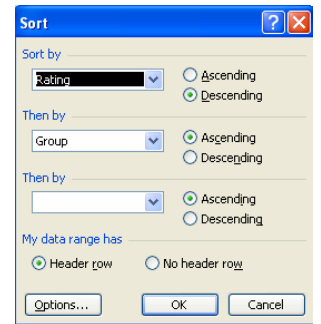 Sort
Sort by
Rating
Ascending
Descending
Then by
Group
Ascending
Descending
Then by
Ascending
Descending
My data range has
Header row
No header row
Options...
OK
Cancel